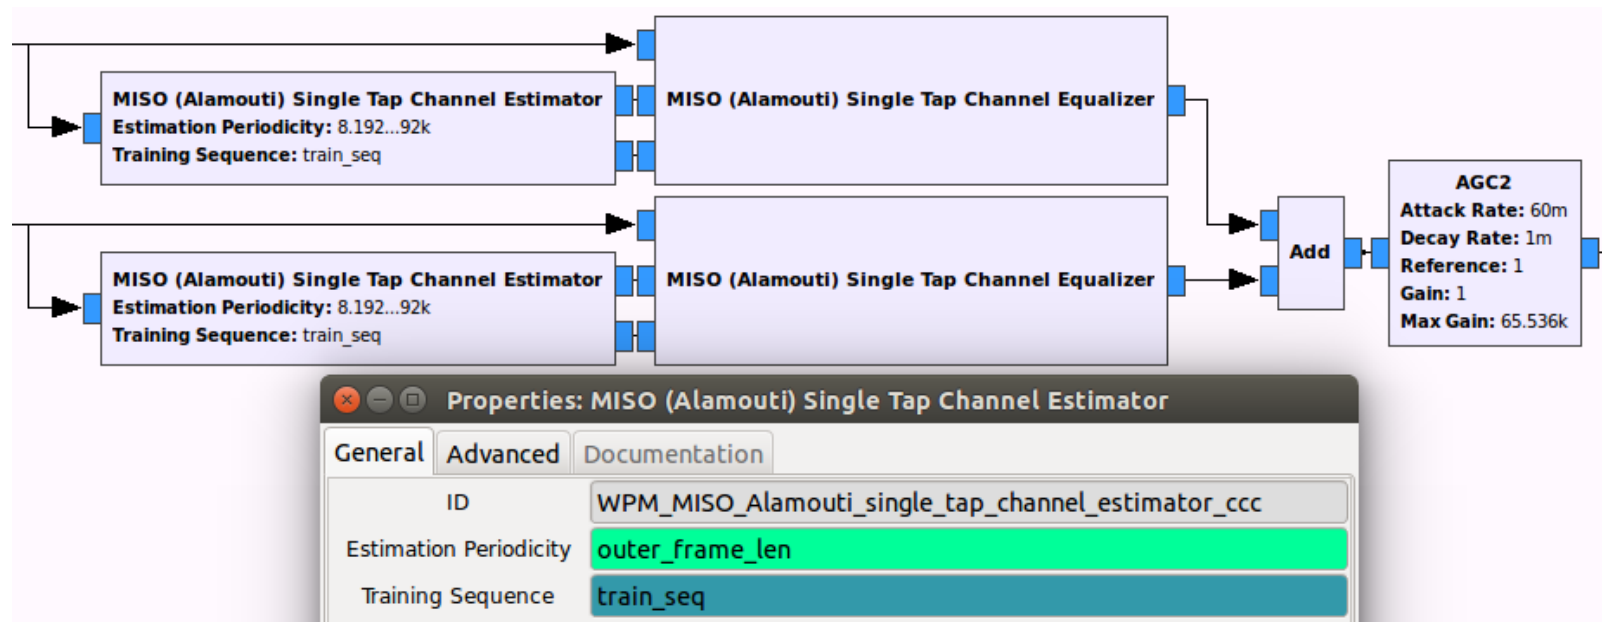 MISO (Alamouti) Single Tap Channel Estimator
Estimation Periodicity: 8.192...92k
Training Sequence: train_seq
MISO (Alamouti) Single Tap Channel Equalizer
MISO (Alamouti) Single Tap Channel Estimator
Estimation Periodicity: 8.192...92k
Training Sequence: train_seq
MISO (Alamouti) Single Tap Channel Equalizer
Add
AGC2
Attack Rate: 60m
Decay Rate: 1m
Reference: 1
Gain: 1
Max Gain: 65.536k
Properties: MISO (Alamouti) Single Tap Channel Estimator
General Advanced Documentation
ID WPM_MISO_Alamouti_single_tap_channel_estimator_ccc
Estimation Periodicity outer_frame_len
Training Sequence train_seq